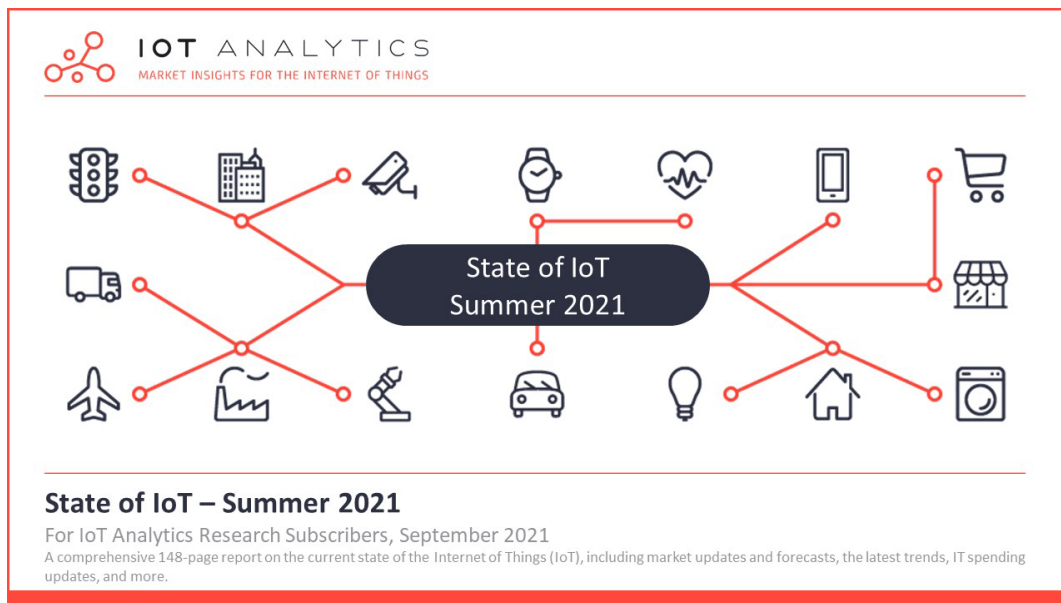 IOT ANALYTICS
MARKET INSIGHTS FOR THE INTERNET OF THINGS
State of IoT
Summer 2021
State of IoT – Summer 2021
For IoT Analytics Research Subscribers, September 2021
A comprehensive 148-page report on the current state of the Internet of Things (IoT), including market updates and forecasts, the latest trends, IT spending
updates, and more.